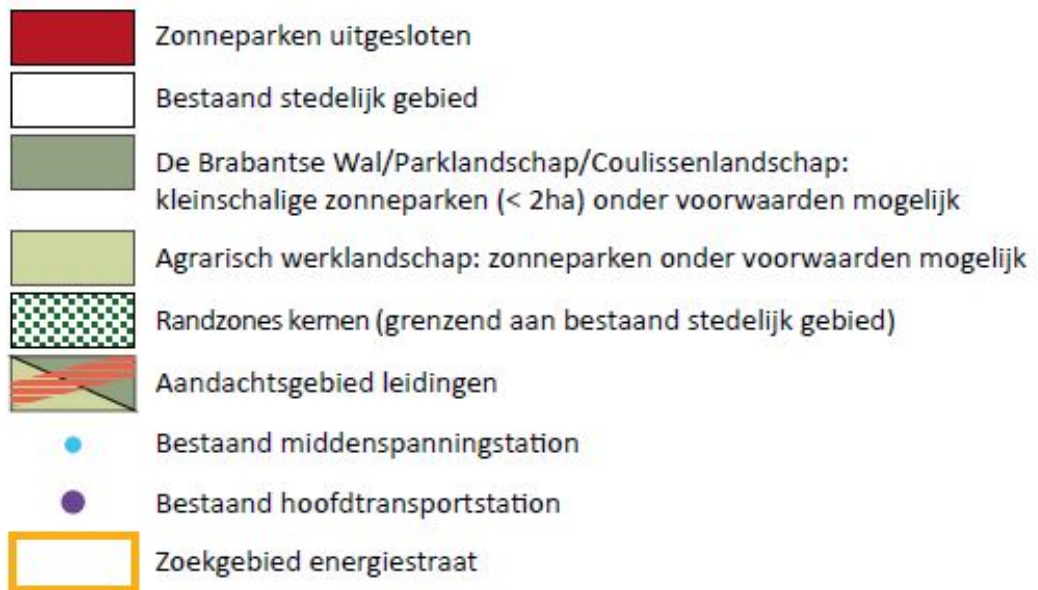 Zonneparken uitgesloten
Bestaand stedelijk gebied
De Brabantse Wal/Parklandschap/Coulissenlandschap:
kleinschalige zonneparken (< 2ha) onder voorwaarden mogelijk
Agrarisch werklandschap: zonneparken onder voorwaarden mogelijk
Randzones kernen (grenzend aan bestaand stedelijk gebied)
Aandachtsgebied leidingen
Bestaand middenspanningstation
Bestaand hoofdtransportstation
Zoekgebied energiestraat